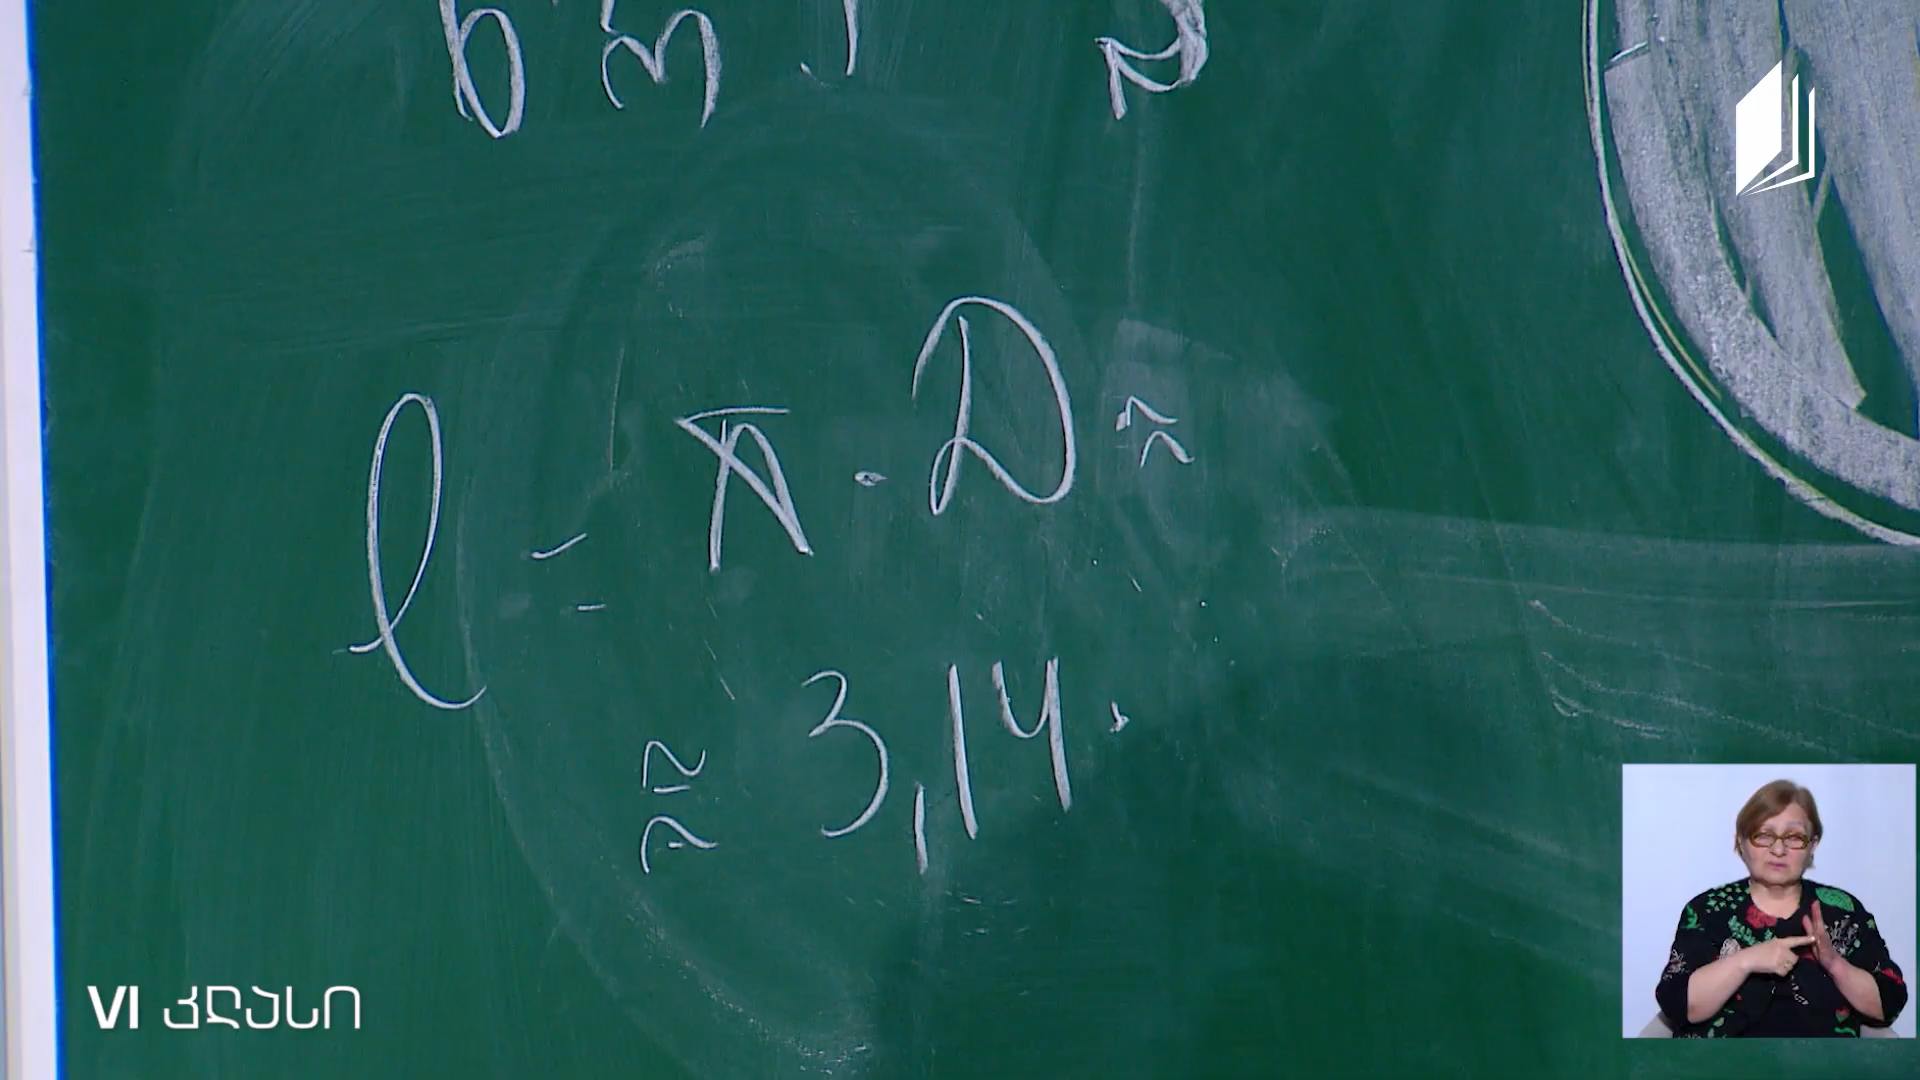 l = π · D ≈
≈ 3,14 ·
VI კლასი